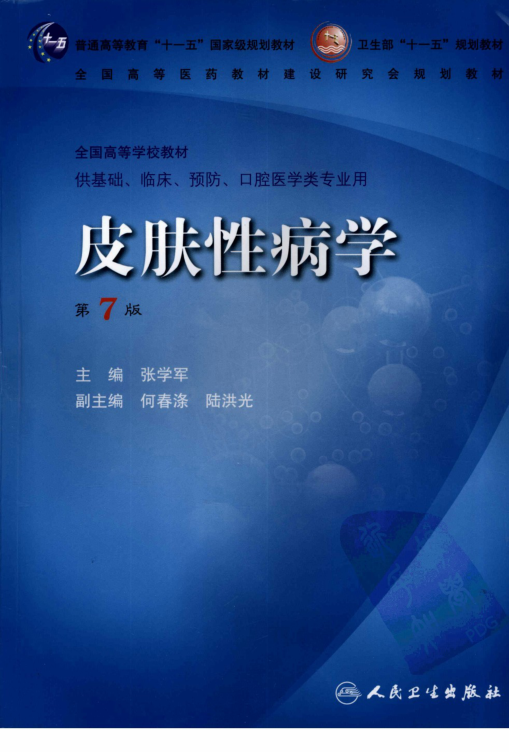 十一五 普通高等教育“十一五”国家级规划教材 卫生部“十一五”规划教材
全国高等医药教材建设研究会规划教材
全国高等学校教材
供基础、临床、预防、口腔医学类专业用
皮肤性病学
第7版
主 编 张学军
副主编 何春涤 陆洪光
PDG
人民卫生出版社